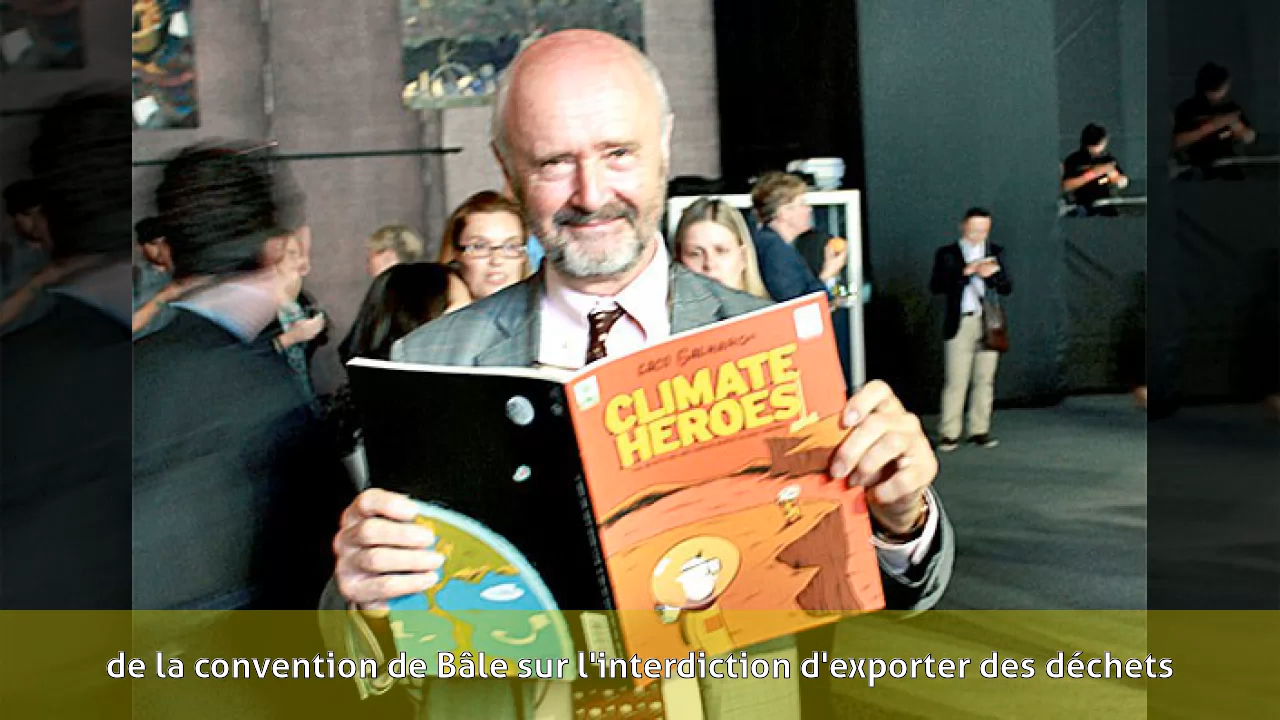 CLIMATE
HEROES
de la convention de Bâle sur l'interdiction d'exporter des déchets